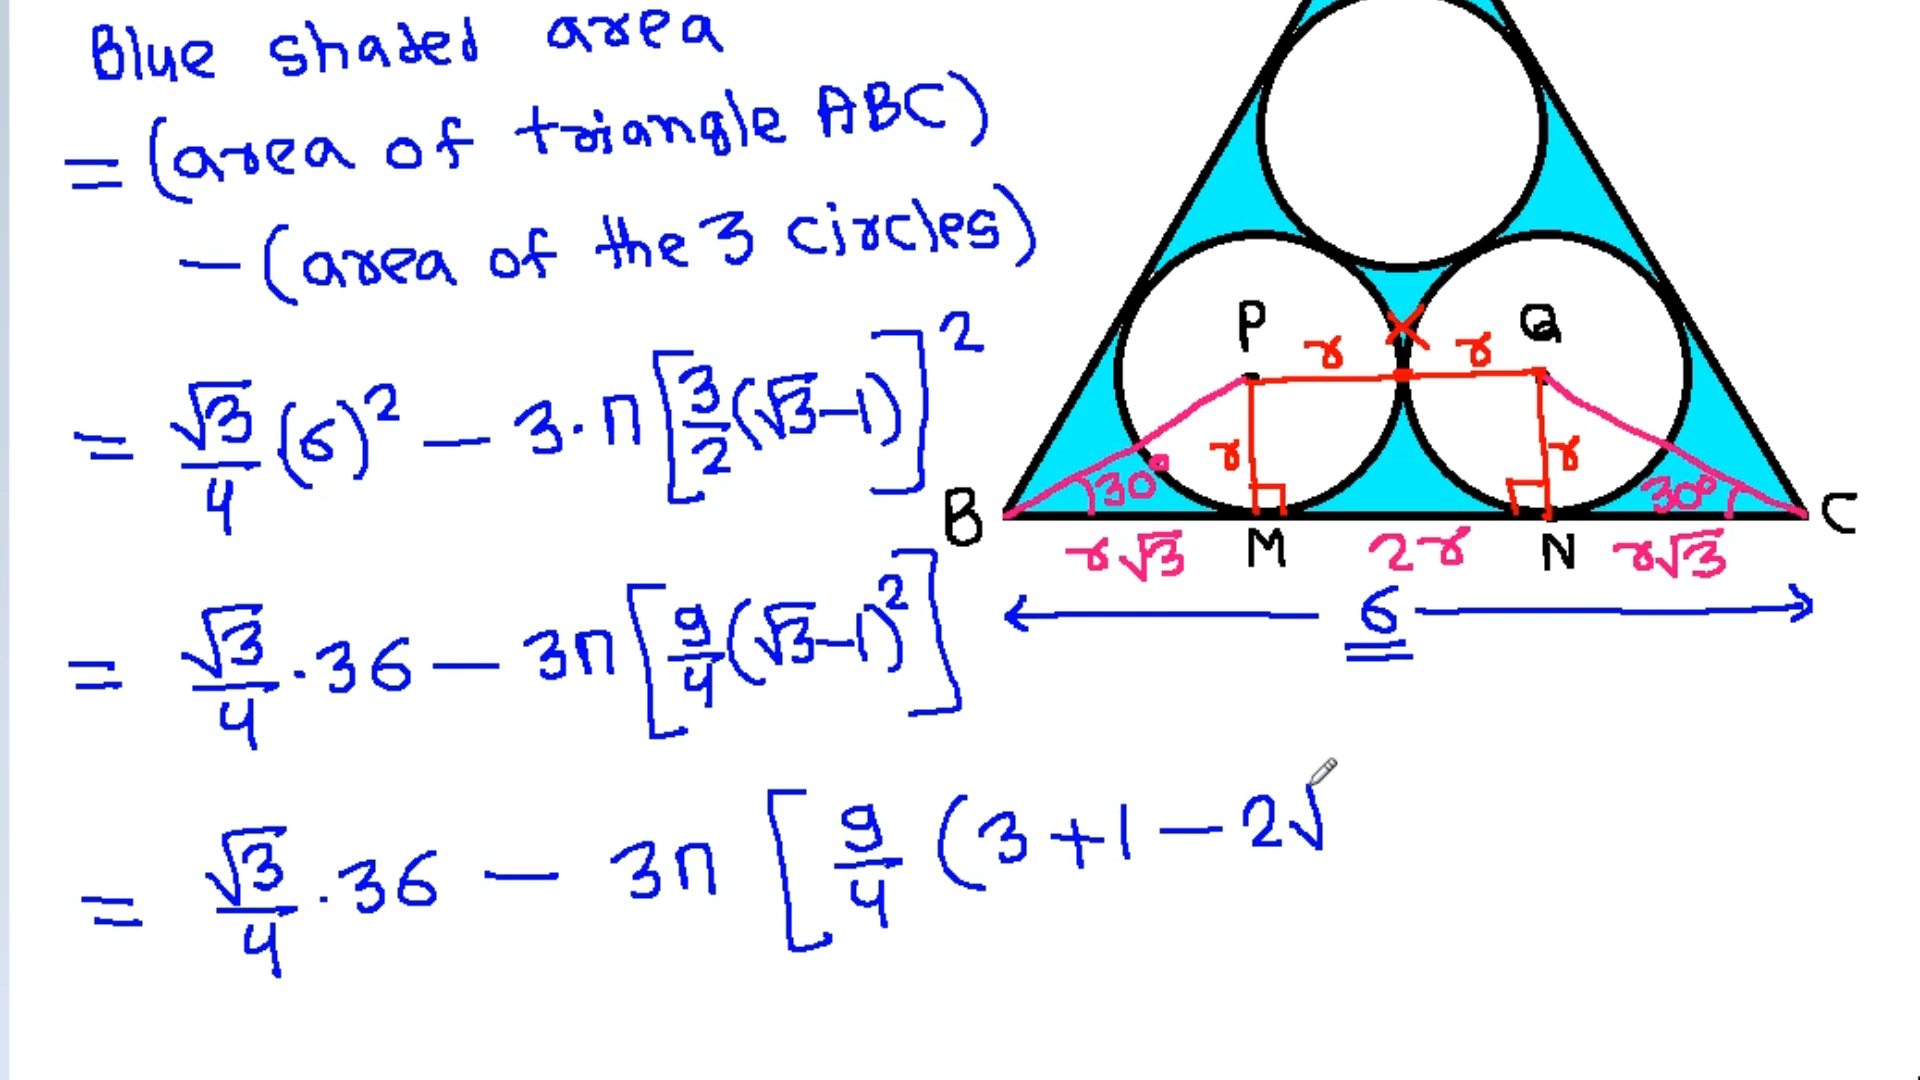 Blue shaded area
= (area of triangle ABC)
− (area of the 3 circles)
= √3/4 (6)² − 3·π [3/2 (√3−1)]²
= √3/4 ·36 − 3π [9/4 (√3−1)²]
= √3/4 ·36 − 3π [9/4 (3+1−2√
P Q
r r
r r
30° 30°
B C
M N
r√3 2r r√3
6